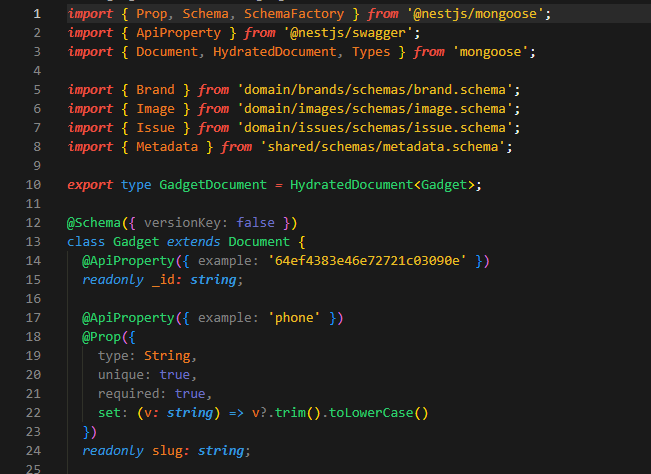 1 import { Prop, Schema, SchemaFactory } from '@nestjs/mongoose';
2 import { ApiProperty } from '@nestjs/swagger';
3 import { Document, HydratedDocument, Types } from 'mongoose';
4
5 import { Brand } from 'domain/brands/schemas/brand.schema';
6 import { Image } from 'domain/images/schemas/image.schema';
7 import { Issue } from 'domain/issues/schemas/issue.schema';
8 import { Metadata } from 'shared/schemas/metadata.schema';
9
10 export type GadgetDocument = HydratedDocument<Gadget>;
11
12 @Schema({ versionKey: false })
13 class Gadget extends Document {
14   @ApiProperty({ example: '64ef4383e46e72721c03090e' })
15   readonly _id: string;
16
17   @ApiProperty({ example: 'phone' })
18   @Prop({
19     type: String,
20     unique: true,
21     required: true,
22     set: (v: string) => v?.trim().toLowerCase()
23   })
24   readonly slug: string;
25